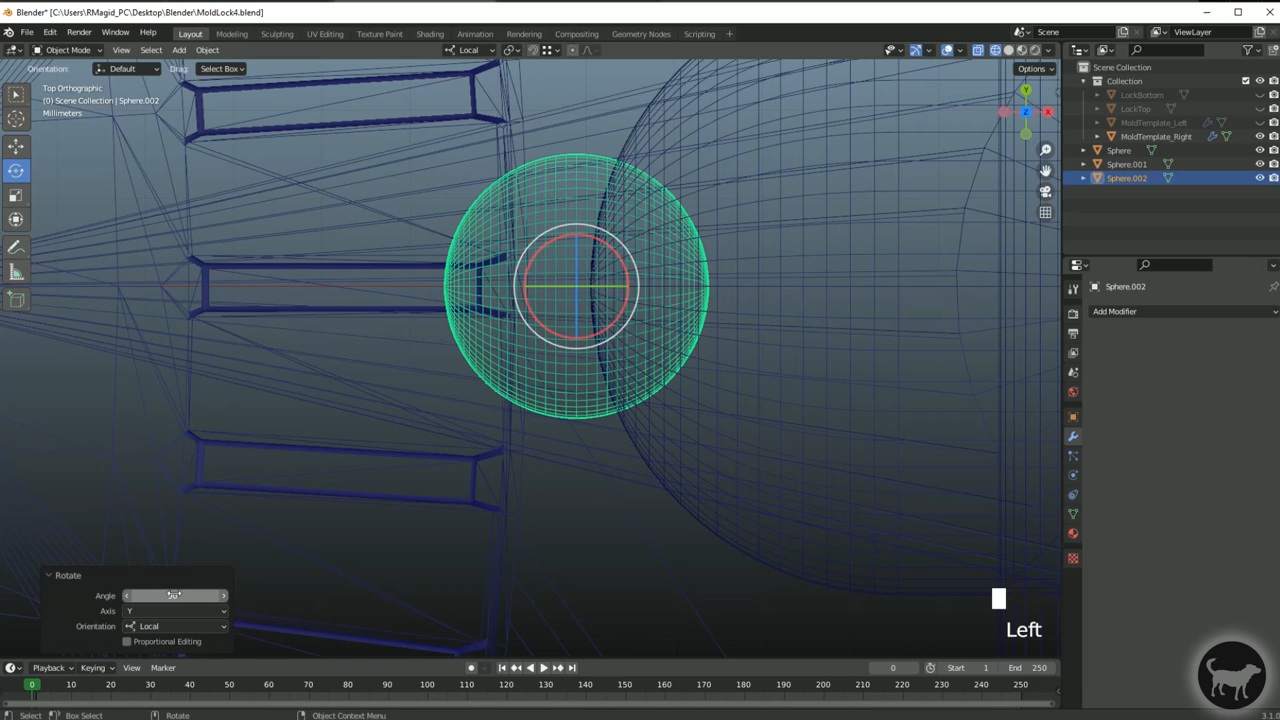 Blender* [C:\Users\RMagid_PC\Desktop\Blender\MoldLock4.blend]
File Edit Render Window Help Layout Modeling Sculpting UV Editing Texture Paint Shading Animation Rendering Compositing Geometry Nodes Scripting Scene ViewLayer
Object Mode View Select Add Object Local
Orientation: Default Drag: Select Box Options
Scene Collection
Collection
LockBottom
LockTop
MoldTemplate_Left
MoldTemplate_Right
Sphere
Sphere.001
Sphere.002
Top Orthographic
(0) Scene Collection | Sphere.002
Millimeters
Y
X
Z
Sphere.002
Add Modifier
Rotate
Angle
Axis Y
Orientation Local
Proportional Editing
Left
Playback Keying View Marker 0 Start 1 End 250
0 10 20 30 40 50 60 70 80 90 100 110 120 130 140 150 160 170 180 190 200 210 220 230 240 250
Select Box Select Rotate Object Context Menu 3.1.0